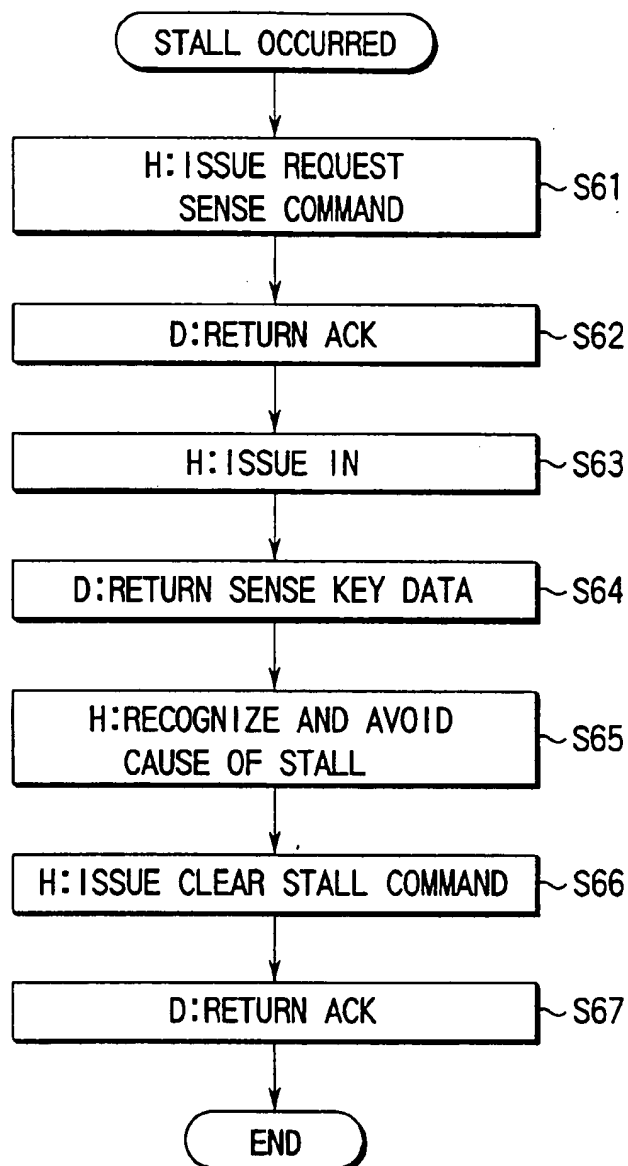 STALL OCCURRED
H:ISSUE REQUEST
SENSE COMMAND
S61
D:RETURN ACK
S62
H:ISSUE IN
S63
D:RETURN SENSE KEY DATA
S64
H:RECOGNIZE AND AVOID
CAUSE OF STALL
S65
H:ISSUE CLEAR STALL COMMAND
S66
D:RETURN ACK
S67
END